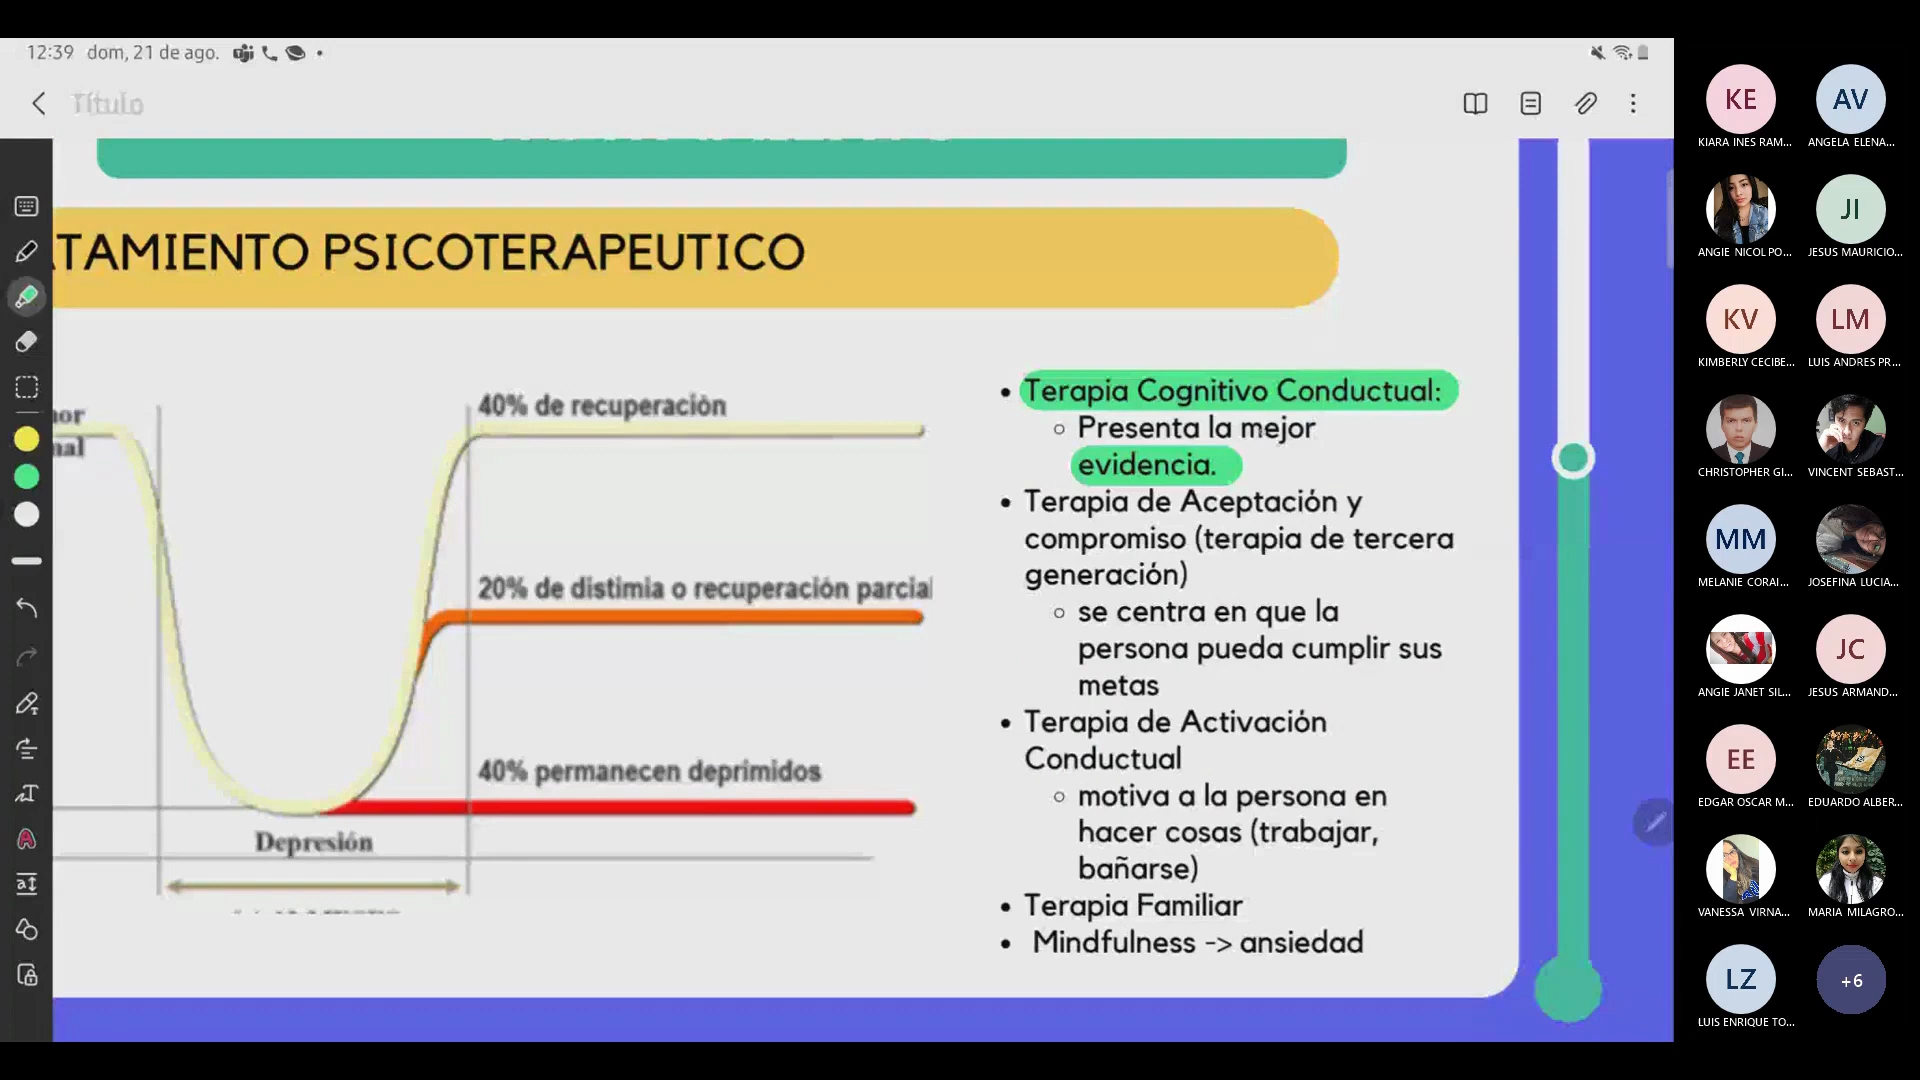 12:39 dom, 21 de ago.
Título
TAMIENTO PSICOTERAPEUTICO
40% de recuperación
20% de distimia o recuperación parcial
40% permanecen deprimidos
Depresión
• Terapia Cognitivo Conductual:
○ Presenta la mejor
evidencia.
• Terapia de Aceptación y
compromiso (terapia de tercera
generación)
○ se centra en que la
persona pueda cumplir sus
metas
• Terapia de Activación
Conductual
○ motiva a la persona en
hacer cosas (trabajar,
bañarse)
• Terapia Familiar
• Mindfulness -> ansiedad
KE
KIARA INES RAM...
AV
ANGELA ELENA...
ANGIE NICOL PO...
JI
JESUS MAURICIO...
KV
KIMBERLY CECIBE...
LM
LUIS ANDRES PR...
CHRISTOPHER GI...
VINCENT SEBAST...
MM
MELANIE CORAI...
JOSEFINA LUCIA...
ANGIE JANET SIL...
JC
JESUS ARMAND...
EE
EDGAR OSCAR M...
EDUARDO ALBER...
VANESSA VIRNA...
MARIA MILAGRO...
LZ
LUIS ENRIQUE TO...
+6